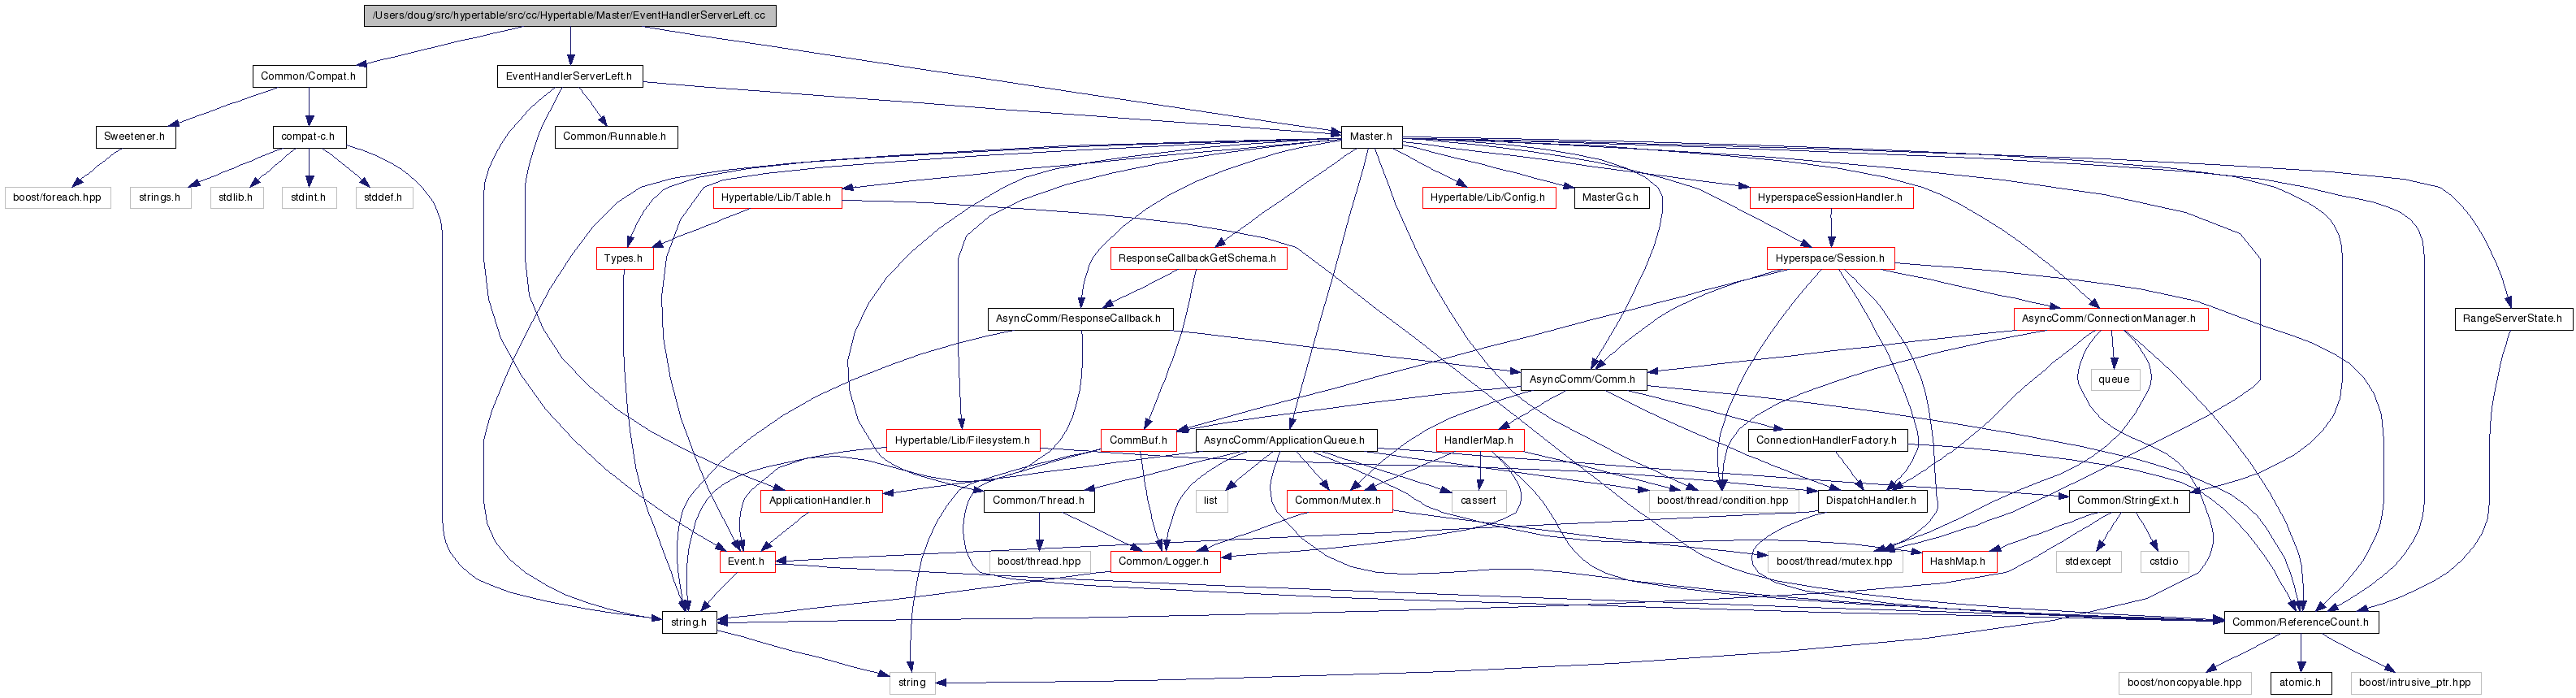 /Users/doug/src/hypertable/src/cc/Hypertable/Master/EventHandlerServerLeft.cc
Common/Compat.h
EventHandlerServerLeft.h
Sweetener.h
compat-c.h
Common/Runnable.h
Master.h
boost/foreach.hpp
strings.h
stdlib.h
stdint.h
stddef.h
Hypertable/Lib/Table.h
Hypertable/Lib/Config.h
MasterGc.h
HyperspaceSessionHandler.h
Types.h
ResponseCallbackGetSchema.h
Hyperspace/Session.h
AsyncComm/ResponseCallback.h
AsyncComm/ConnectionManager.h
RangeServerState.h
AsyncComm/Comm.h
queue
Hypertable/Lib/Filesystem.h
CommBuf.h
AsyncComm/ApplicationQueue.h
HandlerMap.h
ConnectionHandlerFactory.h
ApplicationHandler.h
Common/Thread.h
list
Common/Mutex.h
cassert
boost/thread/condition.hpp
DispatchHandler.h
Common/StringExt.h
Event.h
boost/thread.hpp
Common/Logger.h
boost/thread/mutex.hpp
HashMap.h
stdexcept
cstdio
string.h
Common/ReferenceCount.h
string
boost/noncopyable.hpp
atomic.h
boost/intrusive_ptr.hpp